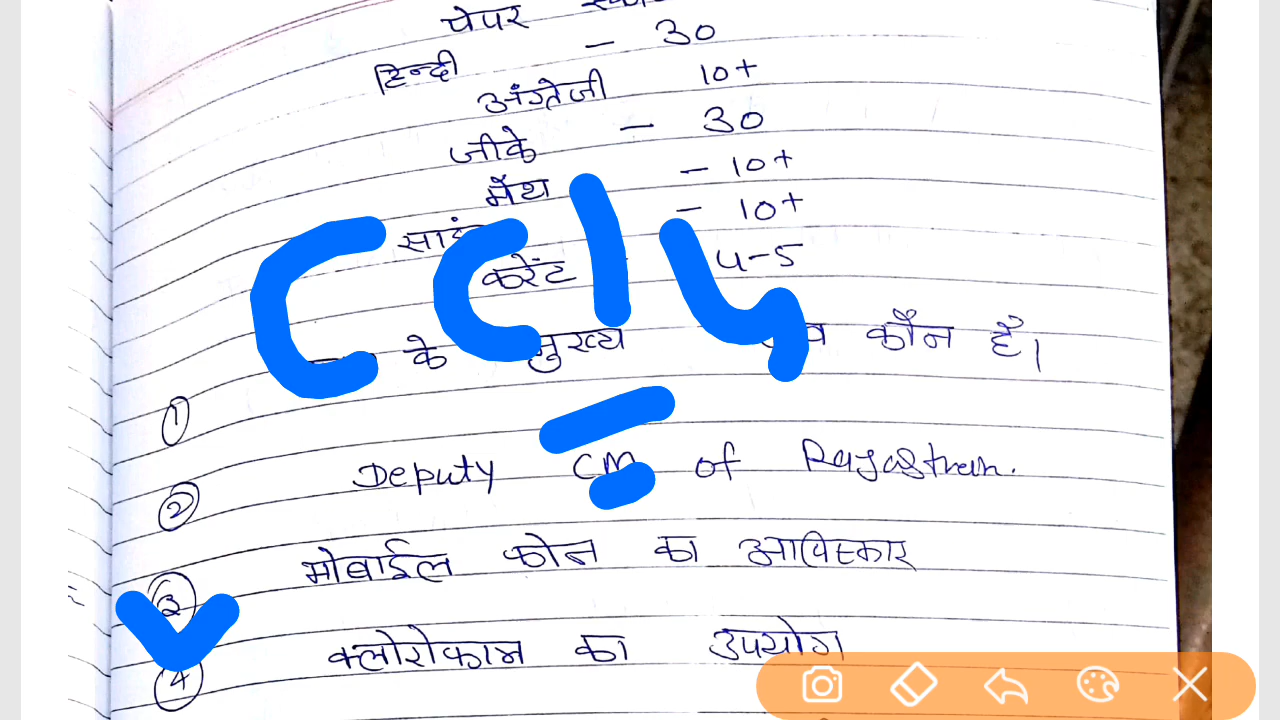 पेपर
हिन्दी - 30
अंग्रेजी 10+
जीके - 30
मैथ - 10+
- 10+
करेंट 4-5
CCl4
के मुख्य कौन है।
①
② Deputy CM of Rajasthan.
③ मोबाईल फोन का आविष्कार
④ क्लोरोफाम का उपयोग